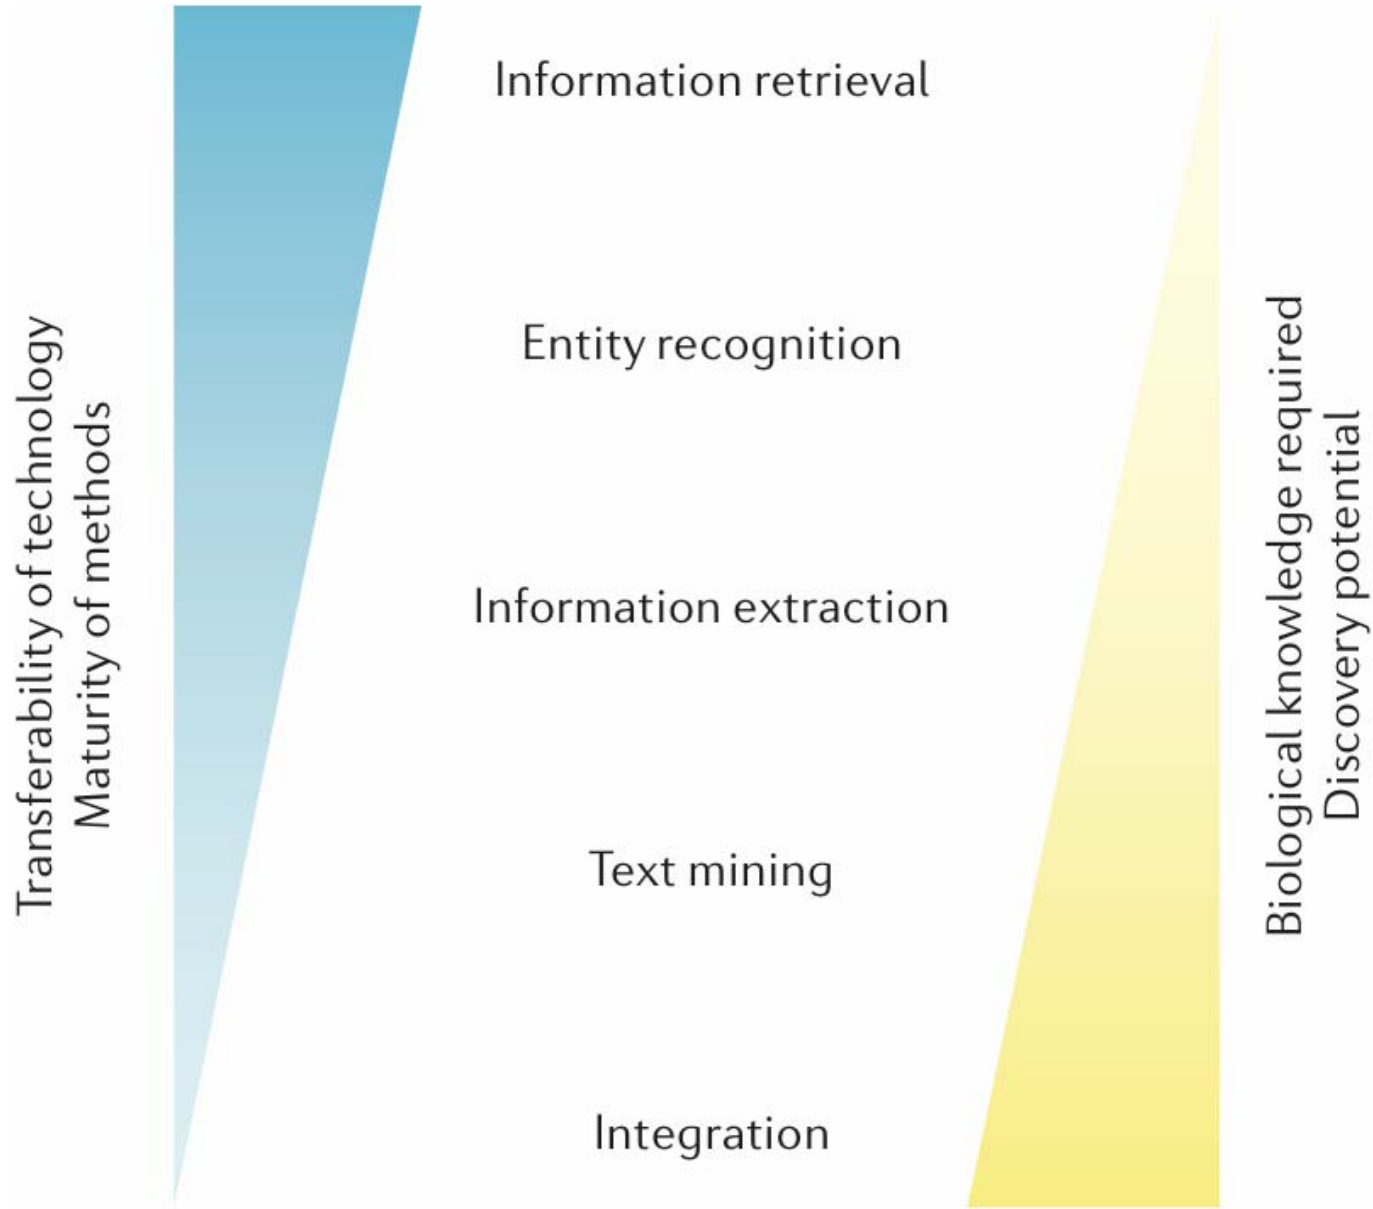 Transferability of technology
Maturity of methods
Information retrieval
Entity recognition
Information extraction
Text mining
Integration
Biological knowledge required
Discovery potential